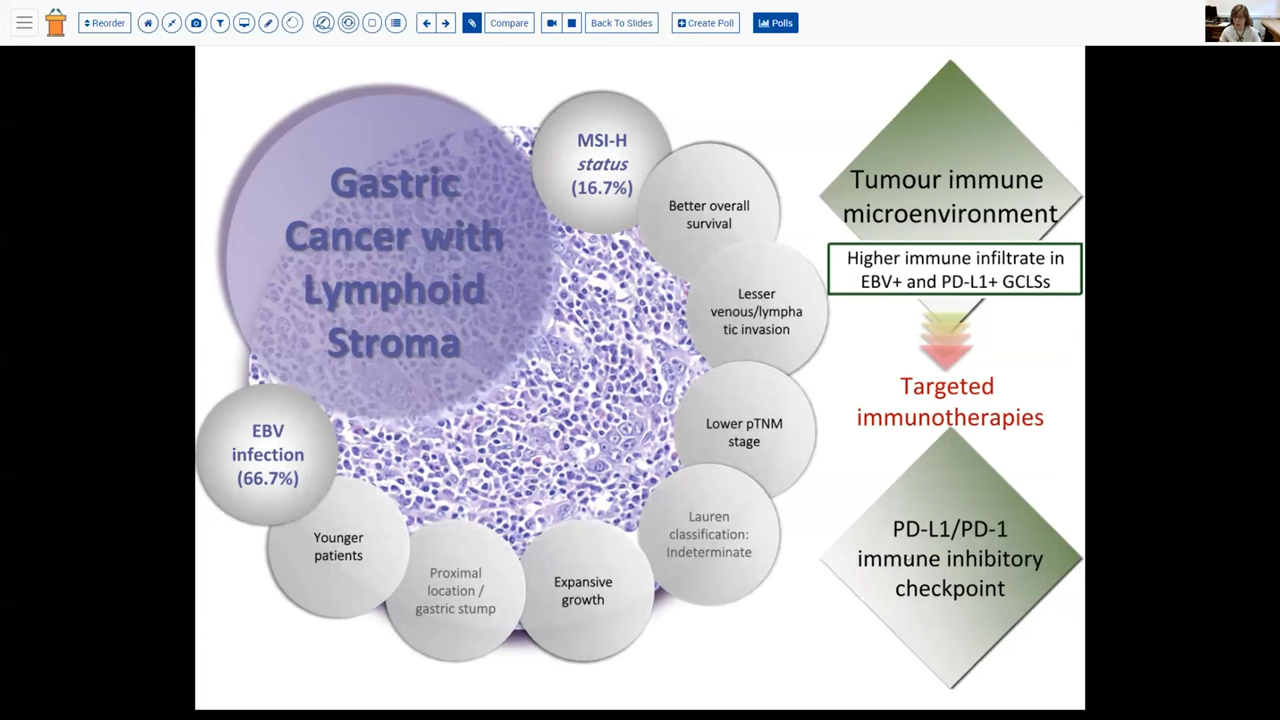 Reorder
Compare
Back To Slides
Create Poll
Polls
Gastric
Cancer with
Lymphoid
Stroma
MSI-H
status
(16.7%)
Better overall
survival
Lesser
venous/lympha
tic invasion
Lower pTNM
stage
Lauren
classification:
Indeterminate
Expansive
growth
Proximal
location /
gastric stump
Younger
patients
EBV
infection
(66.7%)
Tumour immune
microenvironment
Higher immune infiltrate in
EBV+ and PD-L1+ GCLSs
Targeted
immunotherapies
PD-L1/PD-1
immune inhibitory
checkpoint